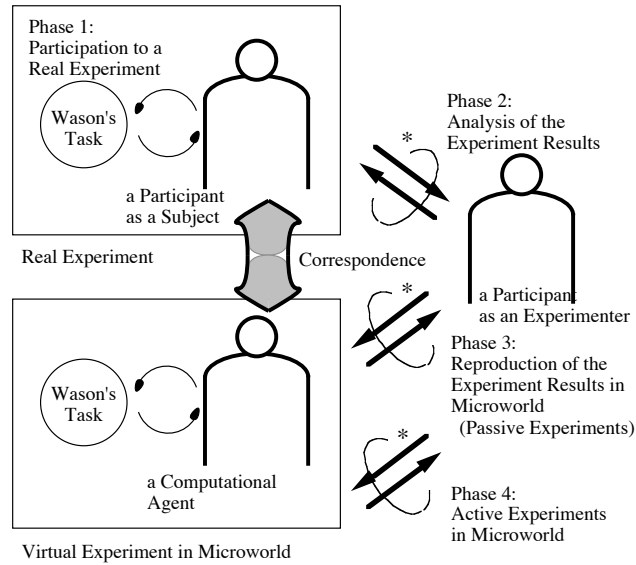 Phase 1:
Participation to a
Real Experiment
Wason's
Task
a Participant
as a Subject
Real Experiment
Phase 2:
Analysis of the
Experiment Results
*
Correspondence
a Participant
as an Experimenter
*
Phase 3:
Reproduction of the
Experiment Results in
Microworld
(Passive Experiments)
Wason's
Task
a Computational
Agent
*
Phase 4:
Active Experiments
in Microworld
Virtual Experiment in Microworld